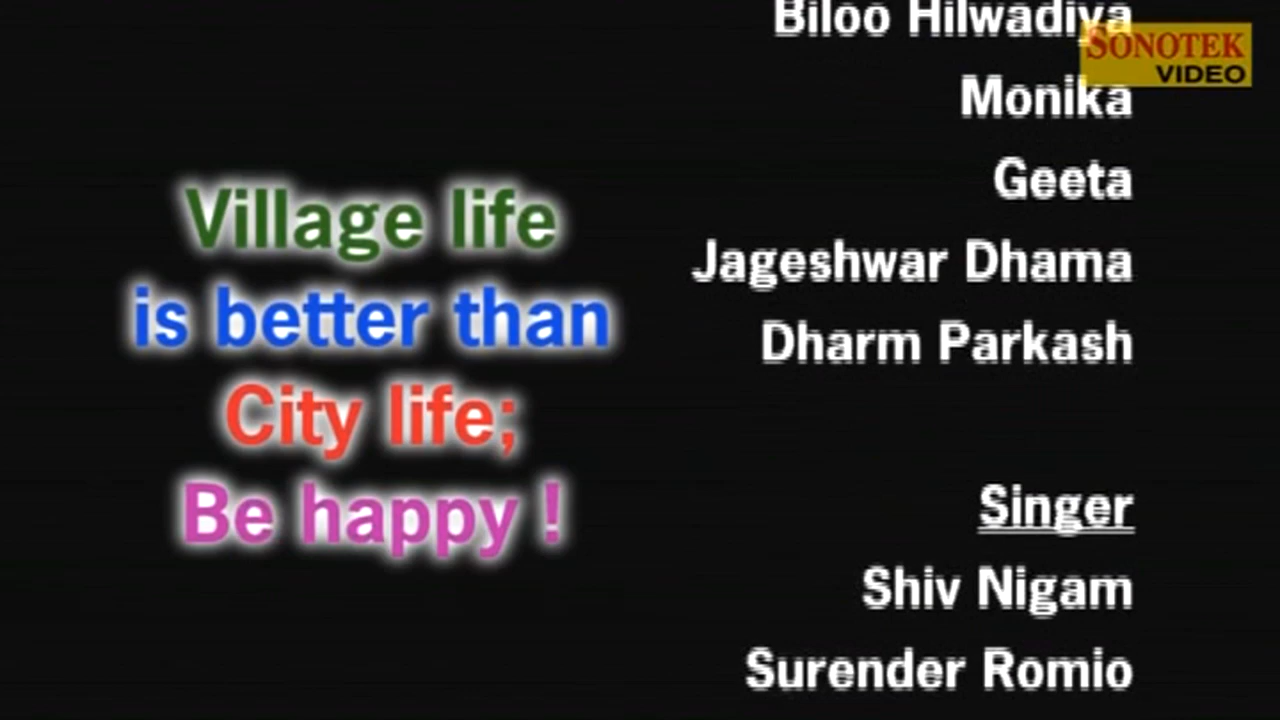 Village life
is better than
City life;
Be happy !
Biloo Hilwadiya
Monika
Geeta
Jageshwar Dhama
Dharm Parkash
Singer
Shiv Nigam
Surender Romio
SONOTEK
VIDEO